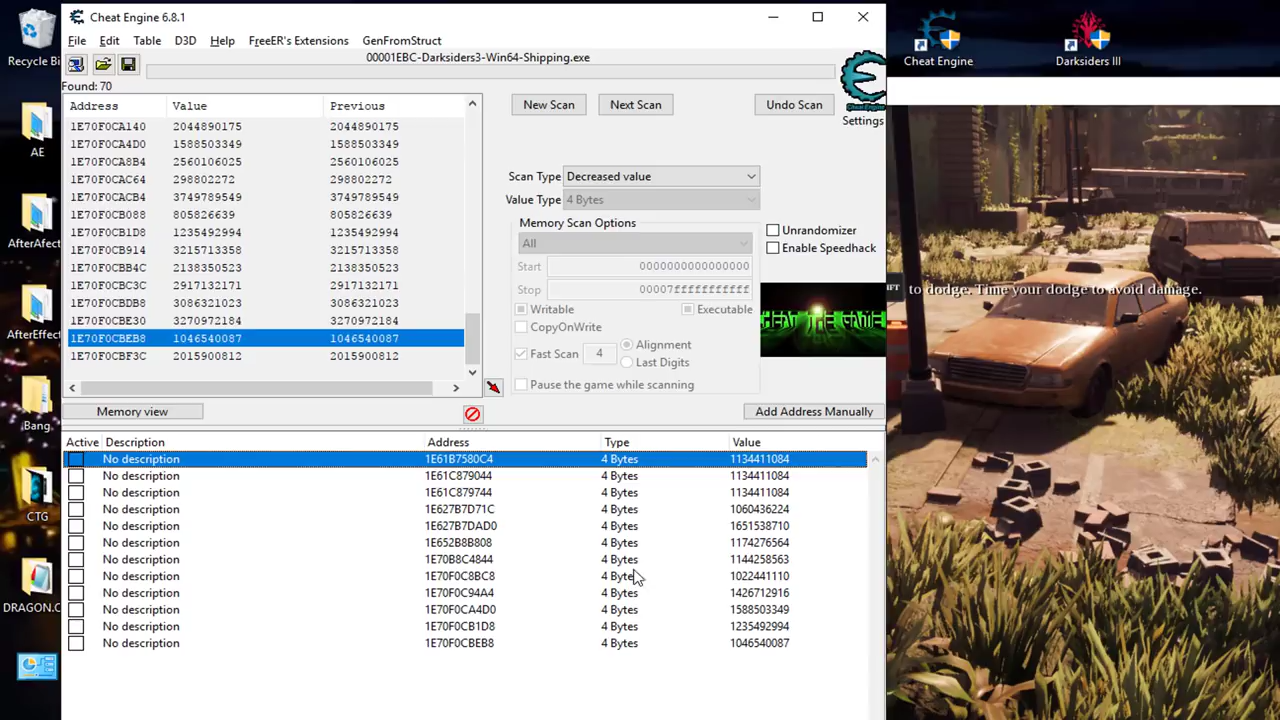 Cheat Engine 6.8.1
File Edit Table D3D Help FreeER's Extensions GenFromStruct
00001EBC-Darksiders3-Win64-Shipping.exe
Found: 70
Address Value Previous
1E70F0CA140 2044890175 2044890175
1E70F0CA4D0 1588503349 1588503349
1E70F0CA8B4 2560106025 2560106025
1E70F0CAC64 298802272 298802272
1E70F0CACB4 3749789549 3749789549
1E70F0CB088 805826639 805826639
1E70F0CB1D8 1235492994 1235492994
1E70F0CB914 3215713358 3215713358
1E70F0CBB4C 2138350523 2138350523
1E70F0CBC3C 2917132171 2917132171
1E70F0CBDB8 3086321023 3086321023
1E70F0CBE30 3270972184 3270972184
1E70F0CBEB8 1046540087 1046540087
1E70F0CBF3C 2015900812 2015900812
New Scan Next Scan Undo Scan
Settings
Scan Type Decreased value
Value Type 4 Bytes
Memory Scan Options
All
Start 0000000000000000
Stop 00007fffffffffff
Writable Executable
CopyOnWrite
Fast Scan 4 Alignment
Last Digits
Pause the game while scanning
Unrandomizer
Enable Speedhack
CHEAT THE GAME
Memory view Add Address Manually
Active Description Address Type Value
No description 1E61B7580C4 4 Bytes 1134411084
No description 1E61C879044 4 Bytes 1134411084
No description 1E61C879744 4 Bytes 1134411084
No description 1E627B7D71C 4 Bytes 1060436224
No description 1E627B7DAD0 4 Bytes 1651538710
No description 1E652B8B808 4 Bytes 1174276564
No description 1E70B8C4844 4 Bytes 1144258563
No description 1E70F0C8BC8 4 Bytes 1022441110
No description 1E70F0C94A4 4 Bytes 1426712916
No description 1E70F0CA4D0 4 Bytes 1588503349
No description 1E70F0CB1D8 4 Bytes 1235492994
No description 1E70F0CBEB8 4 Bytes 1046540087
Recycle Bi
AE
AfterAfect
AfterEffect
Bang.
CTG
DRAGON.C
Cheat Engine
Darksiders III
to dodge. Time your dodge to avoid damage.